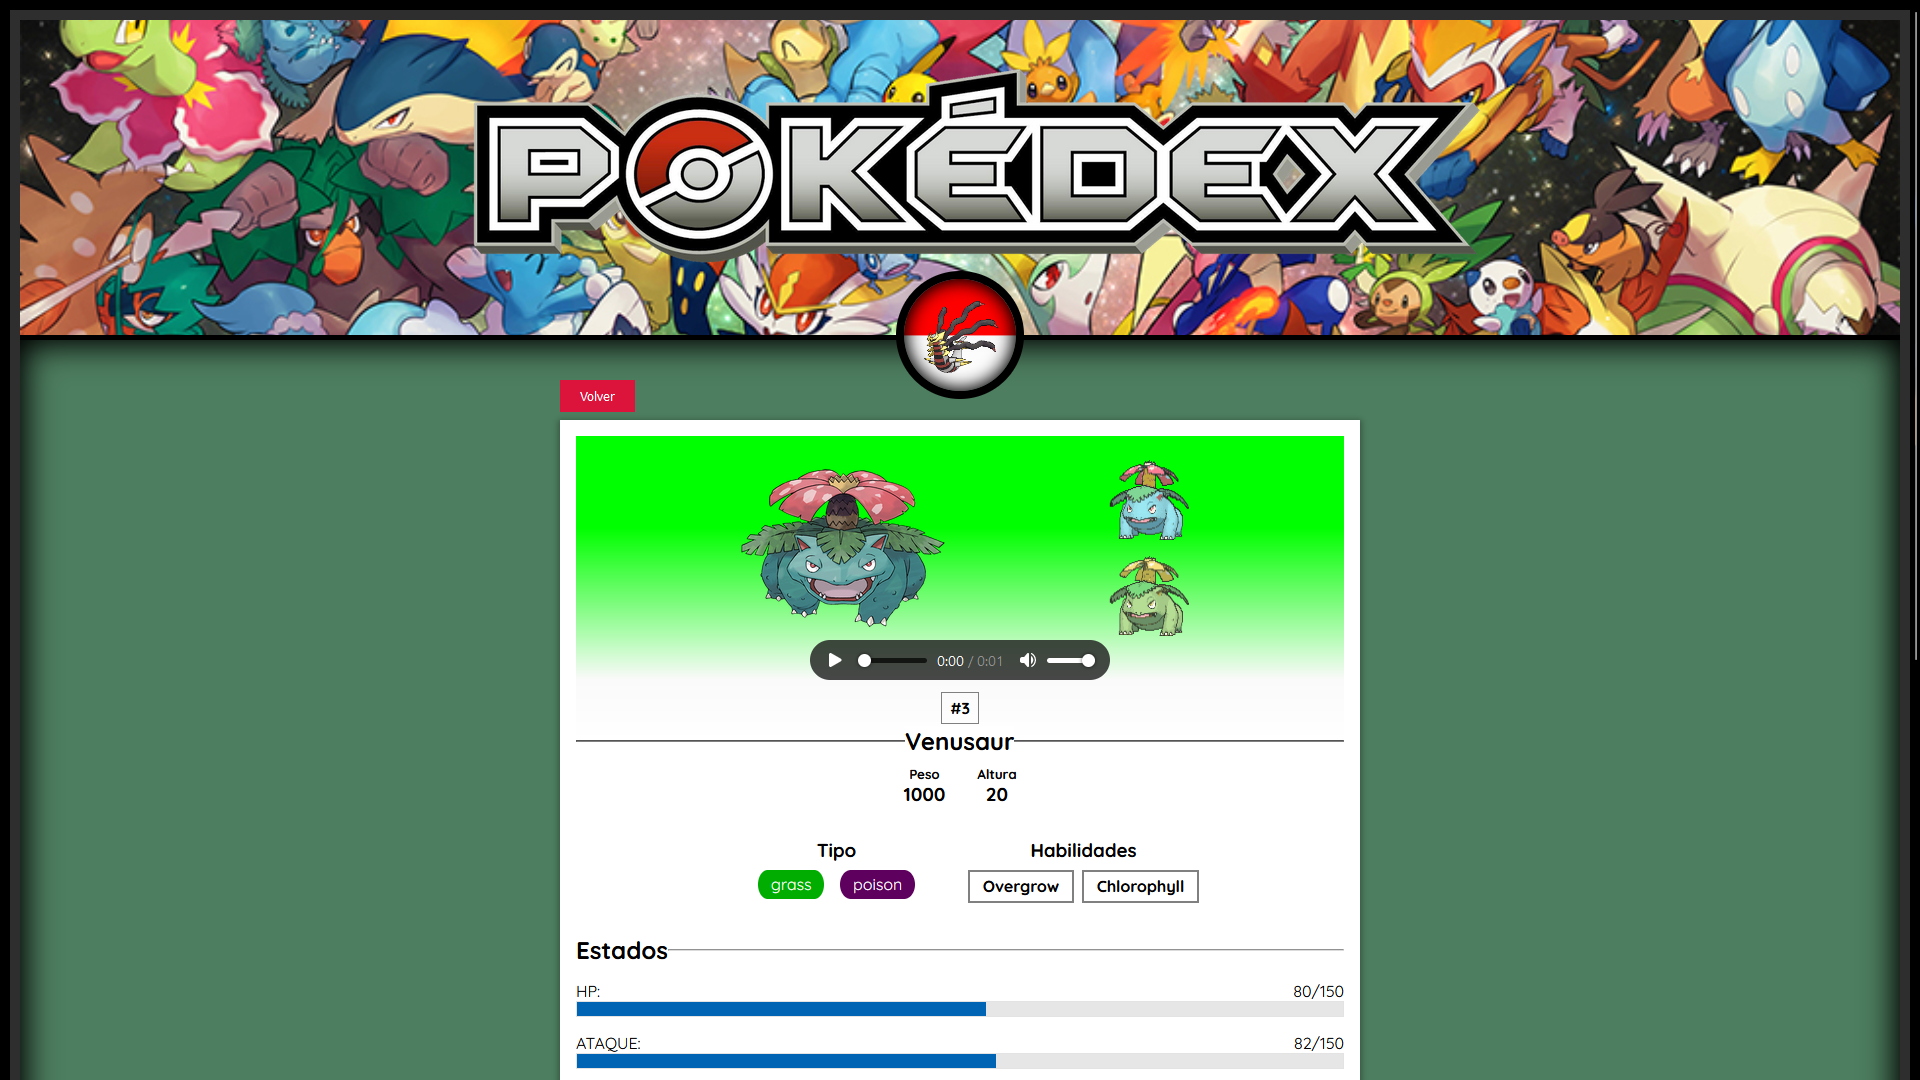 POKÉDEX
Volver
0:00 / 0:01
#3
Venusaur
Peso Altura
1000 20
Tipo Habilidades
grass poison Overgrow Chlorophyll
Estados
HP: 80/150
ATAQUE: 82/150